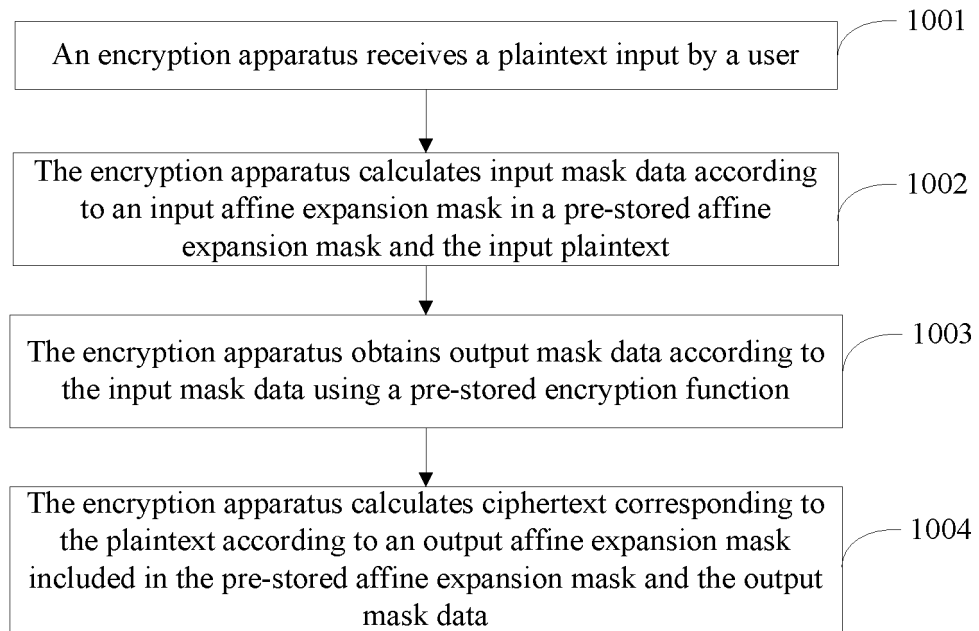 1001
An encryption apparatus receives a plaintext input by a user
The encryption apparatus calculates input mask data according
to an input affine expansion mask in a pre-stored affine
expansion mask and the input plaintext
1002
The encryption apparatus obtains output mask data according to
the input mask data using a pre-stored encryption function
1003
The encryption apparatus calculates ciphertext corresponding to
the plaintext according to an output affine expansion mask
included in the pre-stored affine expansion mask and the output
mask data
1004